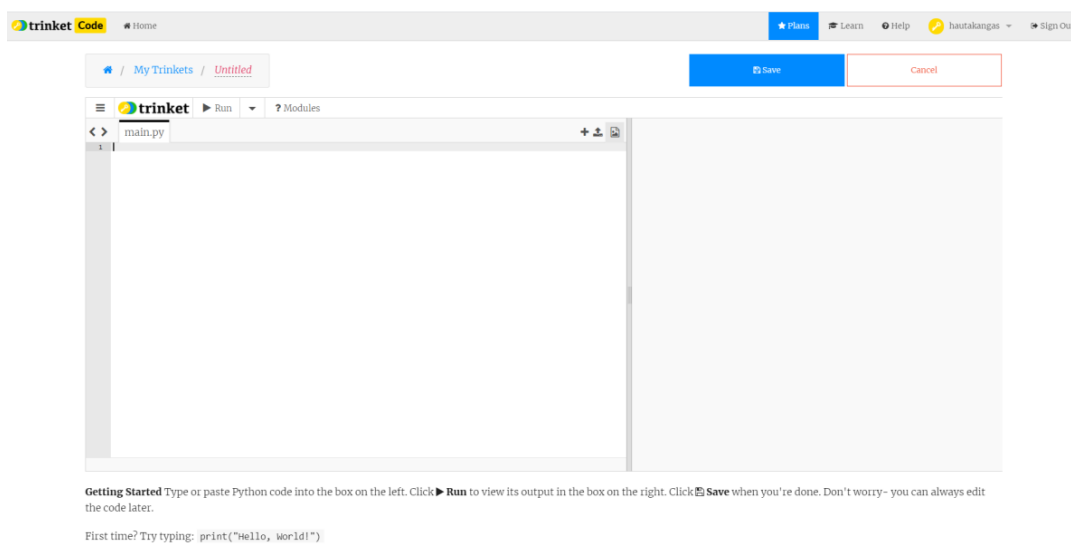 trinket Code Home Plans Learn Help hautakangas Sign Ou
/ My Trinkets / Untitled Save Cancel
trinket Run ? Modules
main.py
1
Getting Started Type or paste Python code into the box on the left. Click Run to view its output in the box on the right. Click Save when you're done. Don't worry- you can always edit
the code later.
First time? Try typing: print("Hello, World!")